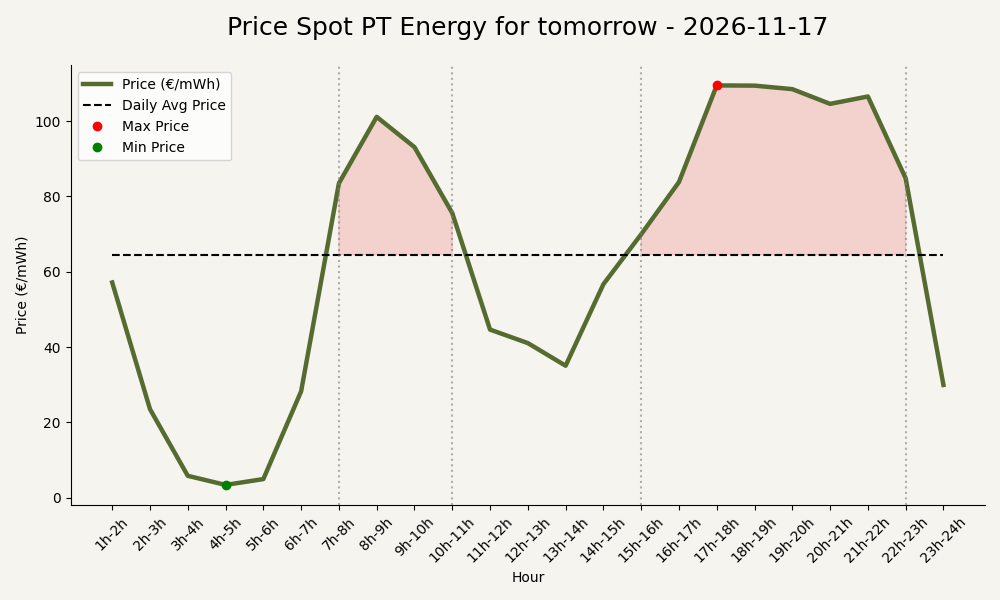 Price Spot PT Energy for tomorrow - 2026-11-17
Price (€/mWh)
Daily Avg Price
Max Price
Min Price
Price (€/mWh)
100
80
60
40
20
0
1h-2h
2h-3h
3h-4h
4h-5h
5h-6h
6h-7h
7h-8h
8h-9h
9h-10h
10h-11h
11h-12h
12h-13h
13h-14h
14h-15h
15h-16h
16h-17h
17h-18h
18h-19h
19h-20h
20h-21h
21h-22h
22h-23h
23h-24h
Hour